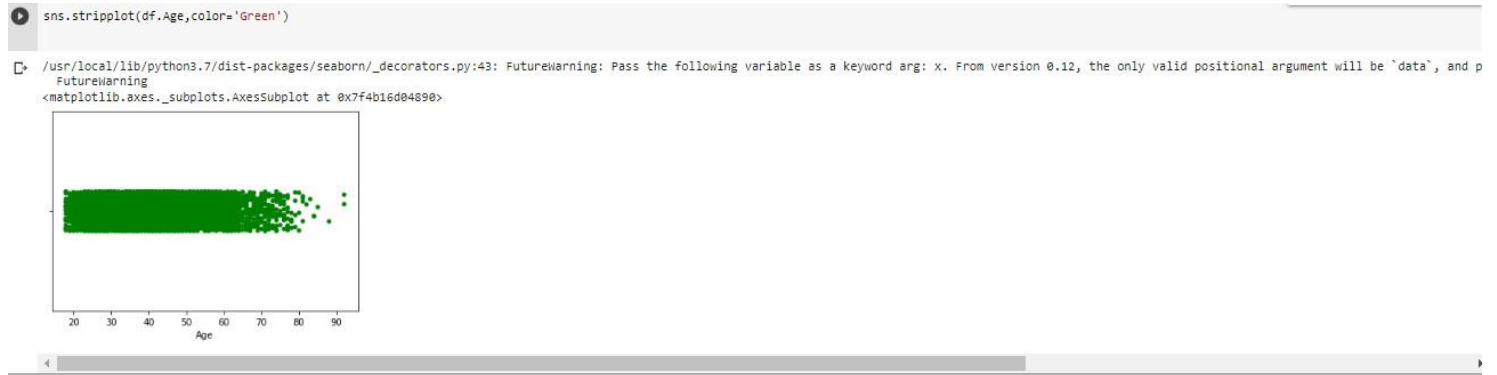 sns.stripplot(df.Age,color='Green')
/usr/local/lib/python3.7/dist-packages/seaborn/_decorators.py:43: FutureWarning: Pass the following variable as a keyword arg: x. From version 0.12, the only valid positional argument will be `data`, and p
FutureWarning
<matplotlib.axes._subplots.AxesSubplot at 0x7f4b16d04890>
20 30 40 50 60 70 80 90
Age